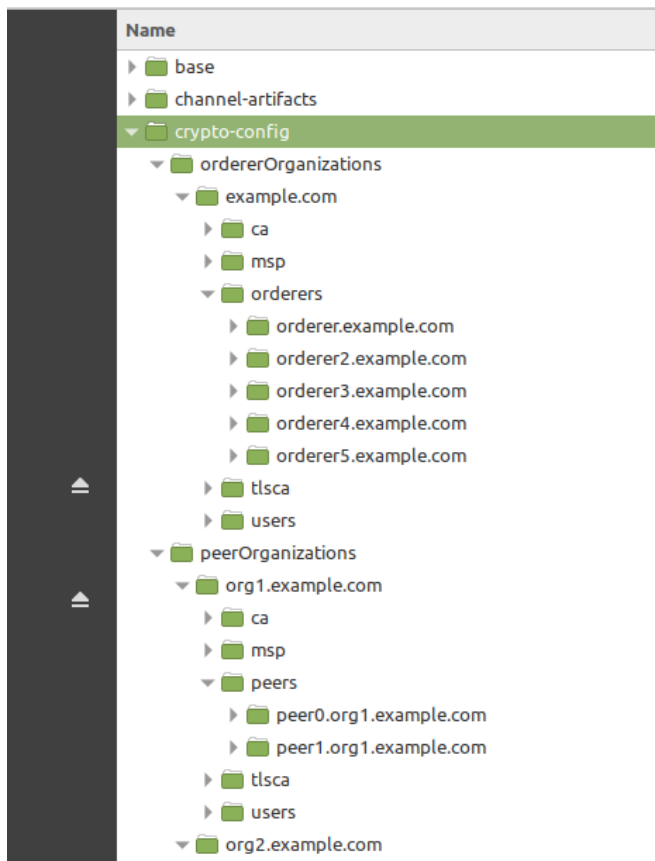 Name
base
channel-artifacts
crypto-config
ordererOrganizations
example.com
ca
msp
orderers
orderer.example.com
orderer2.example.com
orderer3.example.com
orderer4.example.com
orderer5.example.com
tlsca
users
peerOrganizations
org1.example.com
ca
msp
peers
peer0.org1.example.com
peer1.org1.example.com
tlsca
users
org2.example.com